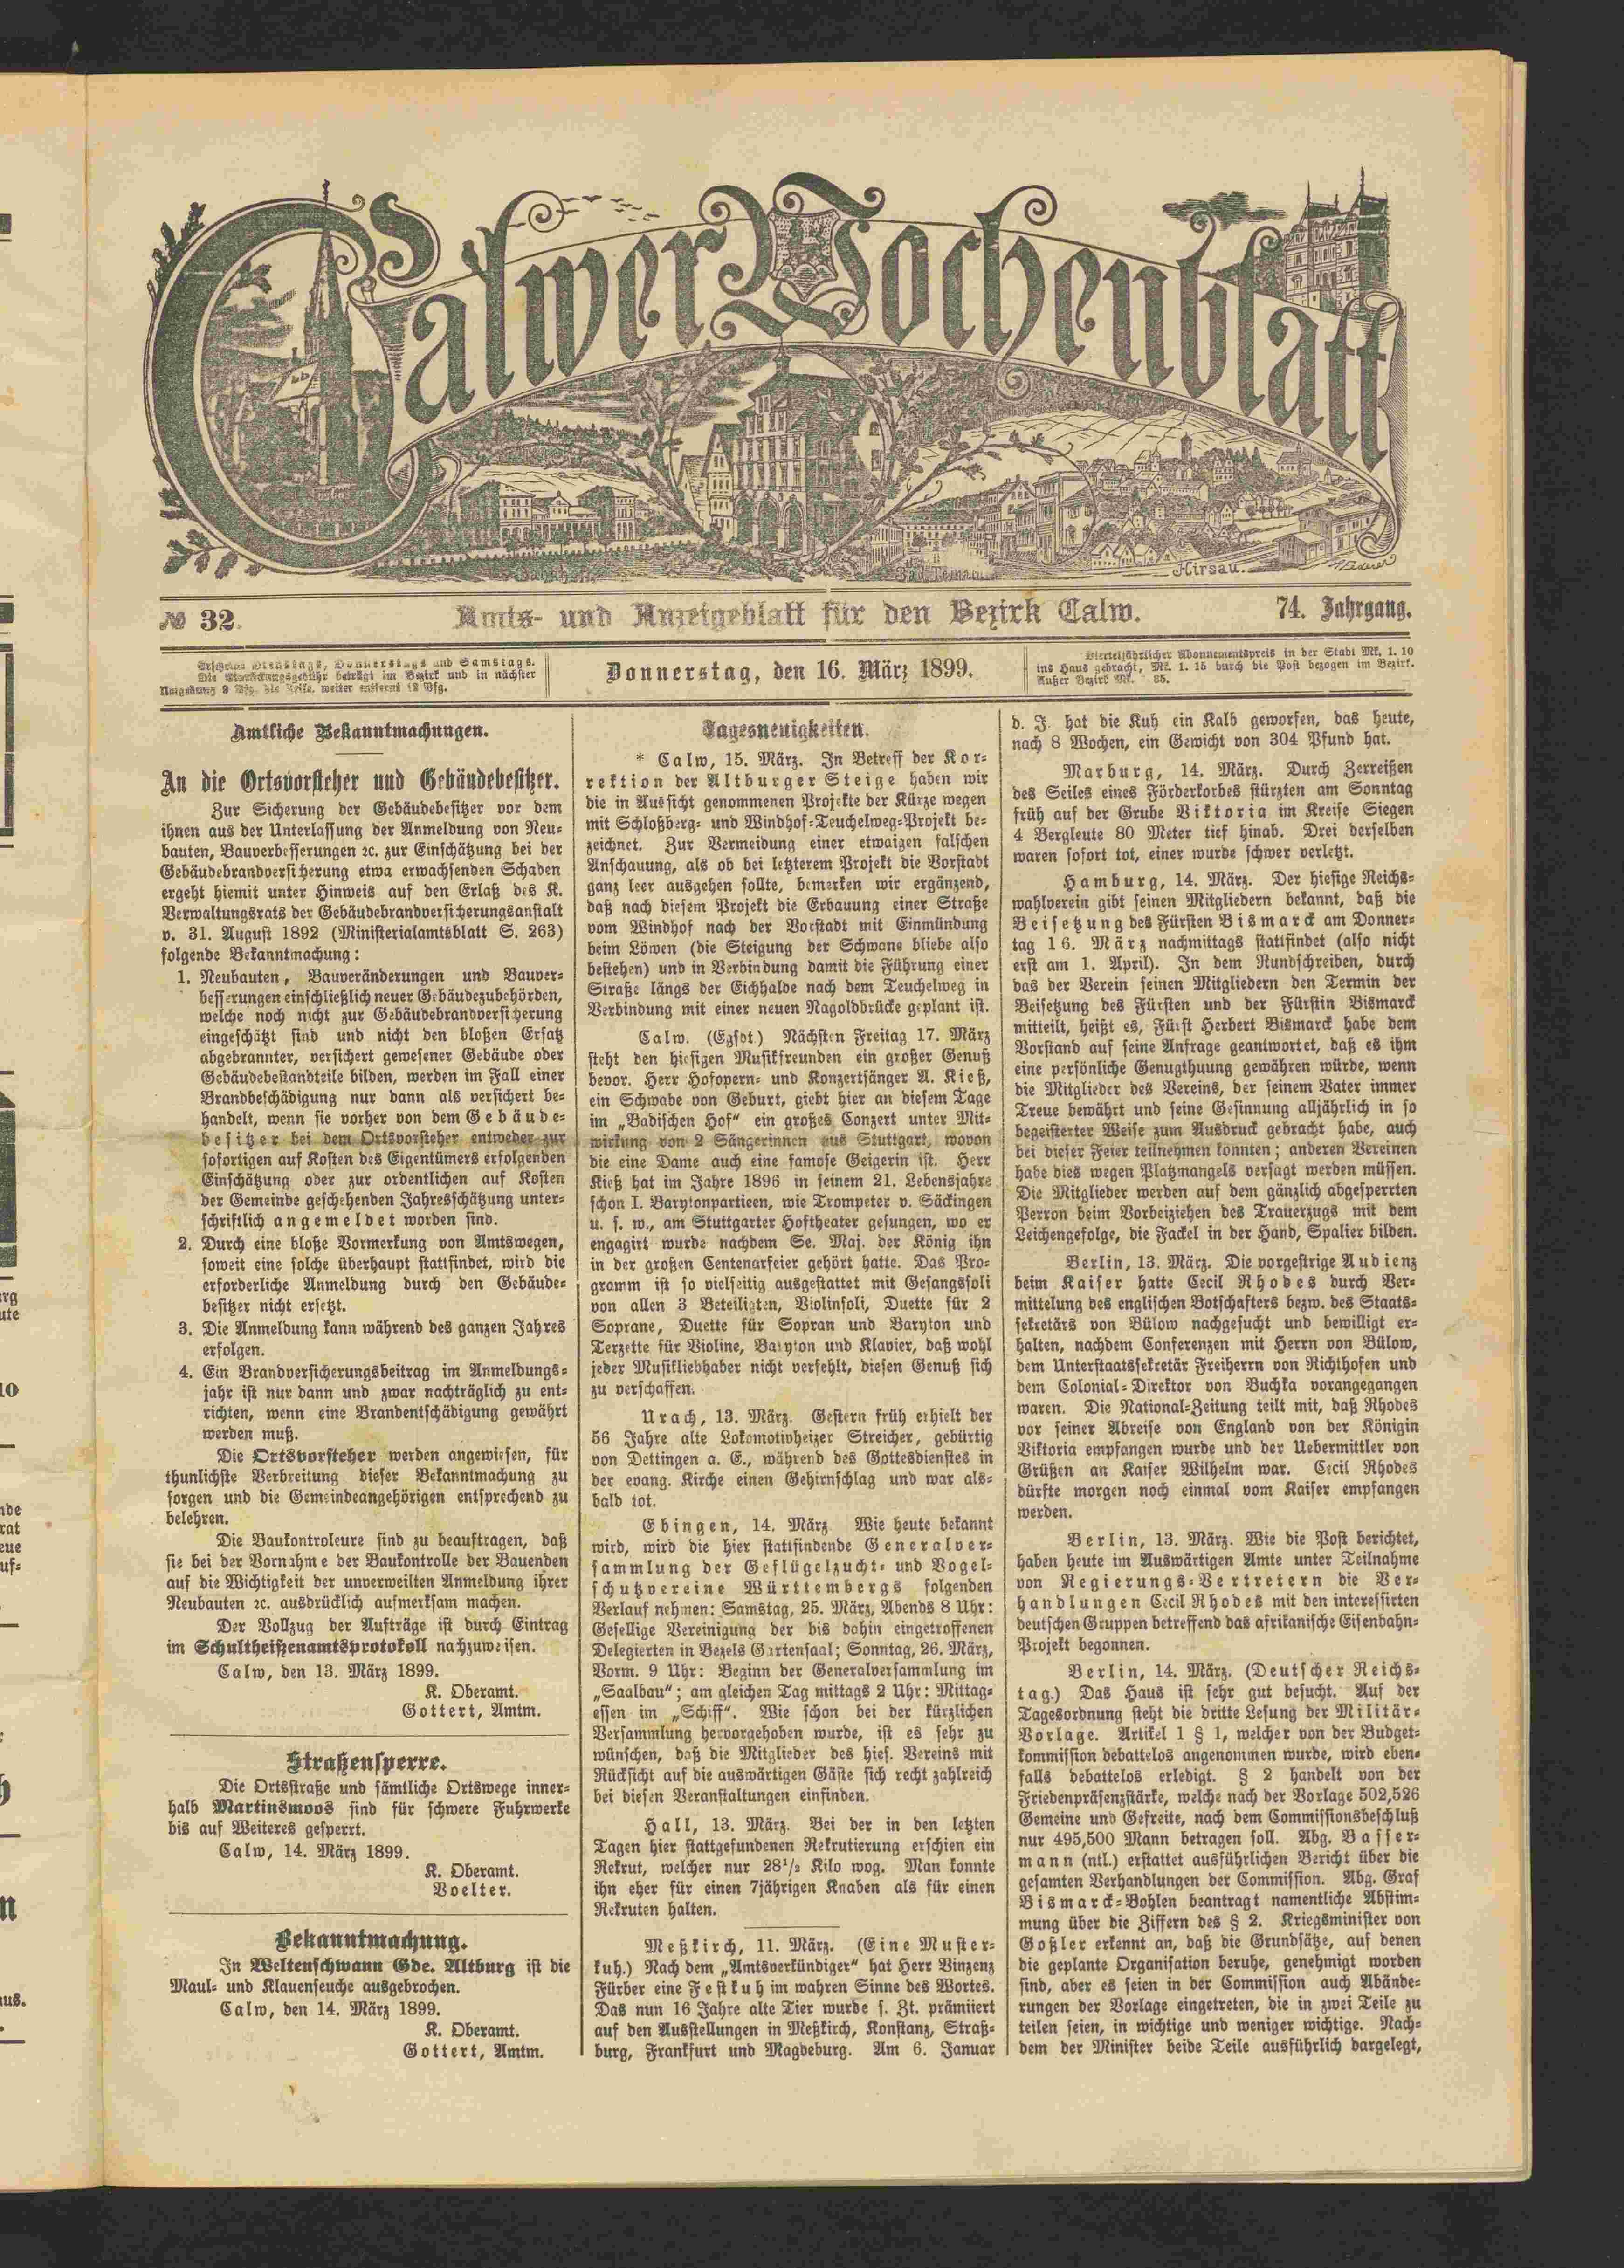 Calwer Wochenblatt
Bahnhof
Bad Teinach
Hirsau.
№ 32.
Amts- und Anzeigeblatt für den Bezirk Calw.
74. Jahrgang.
Erscheint Dienstags, Donnerstags und Samstags.
Die Einrückungsgebühr beträgt im Bezirk und in nächster
Umgebung 9 Pfg. die Zeile, weiter entfernt 12 Pfg.
Donnerstag, den 16. März 1899.
Vierteljährlicher Abonnementspreis in der Stadt Mk. 1. 10
ins Haus gebracht, Mk. 1. 15 durch die Post bezogen im Bezirk.
Außer Bezirk Mk. 35.
Amtliche Bekanntmachungen.
An die Ortsvorsteher und Gebäudebesitzer.
Zur Sicherung der Gebäudebesitzer vor dem
ihnen aus der Unterlassung der Anmeldung von Neu-
bauten, Bauverbesserungen ꝛc. zur Einschätzung bei der
Gebäudebrandversicherung etwa erwachsenden Schaden
ergeht hiemit unter Hinweis auf den Erlaß des K.
Verwaltungsrats der Gebäudebrandversicherungsanstalt
v. 31. August 1892 (Ministerialamtsblatt S. 263)
folgende Bekanntmachung:
1. Neubauten, Bauveränderungen und Bauver-
besserungen einschließlich neuer Gebäudezubehörden,
welche noch nicht zur Gebäudebrandversicherung
eingeschätzt sind und nicht den bloßen Ersatz
abgebrannter, versichert gewesener Gebäude oder
Gebäudebestandteile bilden, werden im Fall einer
Brandbeschädigung nur dann als versichert be-
handelt, wenn sie vorher von dem Gebäude-
besitzer bei dem Ortsvorsteher entweder zur
sofortigen auf Kosten des Eigentümers erfolgenden
Einschätzung oder zur ordentlichen auf Kosten
der Gemeinde geschehenden Jahresschätzung unter-
schriftlich angemeldet worden sind.
2. Durch eine bloße Vormerkung von Amtswegen,
soweit eine solche überhaupt stattfindet, wird die
erforderliche Anmeldung durch den Gebäude-
besitzer nicht ersetzt.
3. Die Anmeldung kann während des ganzen Jahres
erfolgen.
4. Ein Brandversicherungsbeitrag im Anmeldungs-
jahr ist nur dann und zwar nachträglich zu ent-
richten, wenn eine Brandentschädigung gewährt
werden muß.
Die Ortsvorsteher werden angewiesen, für
thunlichste Verbreitung dieser Bekanntmachung zu
sorgen und die Gemeindeangehörigen entsprechend zu
belehren.
Die Baukontroleure sind zu beauftragen, daß
sie bei der Vornahme der Baukontrolle der Bauenden
auf die Wichtigkeit der unverweilten Anmeldung ihrer
Neubauten ꝛc. ausdrücklich aufmerksam machen.
Der Vollzug der Aufträge ist durch Eintrag
im Schultheißenamtsprotokoll nachzuweisen.
Calw, den 13. März 1899.
K. Oberamt.
Gottert, Amtm.
Straßensperre.
Die Ortsstraße und sämtliche Ortswege inner-
halb Martinsmoos sind für schwere Fuhrwerke
bis auf Weiteres gesperrt.
Calw, 14. März 1899.
K. Oberamt.
Voelter.
Bekanntmachung.
In Weltenschwann Gde. Altburg ist die
Maul- und Klauenseuche ausgebrochen.
Calw, den 14. März 1899.
K. Oberamt.
Gottert, Amtm.
Tagesneuigkeiten.
* Calw, 15. März. In Betreff der Kor-
rektion der Altburger Steige haben wir
die in Aussicht genommenen Projekte der Kürze wegen
mit Schloßberg- und Windhof-Teuchelweg-Projekt be-
zeichnet. Zur Vermeidung einer etwaigen falschen
Anschauung, als ob bei letzterem Projekt die Vorstadt
ganz leer ausgehen sollte, bemerken wir ergänzend,
daß nach diesem Projekt die Erbauung einer Straße
vom Windhof nach der Vorstadt mit Einmündung
beim Löwen (die Steigung der Schwane bliebe also
bestehen) und in Verbindung damit die Führung einer
Straße längs der Eichhalde nach dem Teuchelweg in
Verbindung mit einer neuen Nagoldbrücke geplant ist.
Calw. (Egsdt) Nächsten Freitag 17. März
steht den hiesigen Musikfreunden ein großer Genuß
bevor. Herr Hofopern- und Konzertsänger A. Kieß,
ein Schwabe von Geburt, giebt hier an diesem Tage
im „Badischen Hof“ ein großes Conzert unter Mit-
wirkung von 2 Sängerinnen aus Stuttgart, wovon
die eine Dame auch eine famose Geigerin ist. Herr
Kieß hat im Jahre 1896 in seinem 21. Lebensjahre
schon I. Barytonpartieen, wie Trompeter v. Säckingen
u. s. w., am Stuttgarter Hoftheater gesungen, wo er
engagirt wurde nachdem Se. Maj. der König ihn
in der großen Centenarfeier gehört hatte. Das Pro-
gramm ist so vielseitig ausgestattet mit Gesangssoli
von allen 3 Beteiligten, Violinsoli, Duette für 2
Soprane, Duette für Sopran und Baryton und
Terzette für Violine, Baryton und Klavier, daß wohl
jeder Musikliebhaber nicht verfehlt, diesen Genuß sich
zu verschaffen.
Urach, 13. März. Gestern früh erhielt der
56 Jahre alte Lokomotivheizer Streicher, gebürtig
von Dettingen a. E., während des Gottesdienstes in
der evang. Kirche einen Gehirnschlag und war als-
bald tot.
Ebingen, 14. März Wie heute bekannt
wird, wird die hier stattfindende Generalver-
sammlung der Geflügelzucht- und Vogel-
schutzvereine Württembergs folgenden
Verlauf nehmen: Samstag, 25. März, Abends 8 Uhr:
Gesellige Vereinigung der bis dahin eingetroffenen
Delegierten in Bezels Gartensaal; Sonntag, 26. März,
Vorm. 9 Uhr: Beginn der Generalversammlung im
„Saalbau“; am gleichen Tag mittags 2 Uhr: Mittag-
essen im „Schiff“. Wie schon bei der kürzlichen
Versammlung hervorgehoben wurde, ist es sehr zu
wünschen, daß die Mitglieder des hies. Vereins mit
Rücksicht auf die auswärtigen Gäste sich recht zahlreich
bei diesen Veranstaltungen einfinden.
Hall, 13. März. Bei der in den letzten
Tagen hier stattgefundenen Rekrutierung erschien ein
Rekrut, welcher nur 28½ Kilo wog. Man konnte
ihn eher für einen 7jährigen Knaben als für einen
Rekruten halten.
Meßkirch, 11. März. (Eine Muster-
kuh.) Nach dem „Amtsverkündiger“ hat Herr Vinzenz
Fürber eine Festkuh im wahren Sinne des Wortes.
Das nun 16 Jahre alte Tier wurde s. Zt. prämiiert
auf den Ausstellungen in Meßkirch, Konstanz, Straß-
burg, Frankfurt und Magdeburg. Am 6. Januar
d. J. hat die Kuh ein Kalb geworfen, das heute,
nach 8 Wochen, ein Gewicht von 304 Pfund hat.
Marburg, 14. März. Durch Zerreißen
des Seiles eines Förderkorbes stürzten am Sonntag
früh auf der Grube Viktoria im Kreise Siegen
4 Bergleute 80 Meter tief hinab. Drei derselben
waren sofort tot, einer wurde schwer verletzt.
Hamburg, 14. März. Der hiesige Reichs-
wahlverein gibt seinen Mitgliedern bekannt, daß die
Beisetzung des Fürsten Bismarck am Donners-
tag 16. März nachmittags stattfindet (also nicht
erst am 1. April). In dem Rundschreiben, durch
das der Verein seinen Mitgliedern den Termin der
Beisetzung des Fürsten und der Fürstin Bismarck
mitteilt, heißt es, Fürst Herbert Bismarck habe dem
Vorstand auf seine Anfrage geantwortet, daß es ihm
eine persönliche Genugthuung gewähren würde, wenn
die Mitglieder des Vereins, der seinem Vater immer
Treue bewährt und seine Gesinnung alljährlich in so
begeisterter Weise zum Ausdruck gebracht habe, auch
bei dieser Feier teilnehmen könnten; anderen Vereinen
habe dies wegen Platzmangels versagt werden müssen.
Die Mitglieder werden auf dem gänzlich abgesperrten
Perron beim Vorbeiziehen des Trauerzugs mit dem
Leichengefolge, die Fackel in der Hand, Spalier bilden.
Berlin, 13. März. Die vorgestrige Audienz
beim Kaiser hatte Cecil Rhodes durch Ver-
mittelung des englischen Botschafters bezw. des Staats-
sekretärs von Bülow nachgesucht und bewilligt er-
halten, nachdem Conferenzen mit Herrn von Bülow,
dem Unterstaatssekretär Freiherrn von Richthofen und
dem Colonial-Direktor von Buchka vorangegangen
waren. Die National-Zeitung teilt mit, daß Rhodes
vor seiner Abreise von England von der Königin
Viktoria empfangen wurde und der Uebermittler von
Grüßen an Kaiser Wilhelm war. Cecil Rhodes
dürfte morgen noch einmal vom Kaiser empfangen
werden.
Berlin, 13. März. Wie die Post berichtet,
haben heute im Auswärtigen Amte unter Teilnahme
von Regierungs-Vertretern die Ver-
handlungen Cecil Rhodes mit den interessirten
deutschen Gruppen betreffend das afrikanische Eisenbahn-
Projekt begonnen.
Berlin, 14. März. (Deutscher Reichs-
tag.) Das Haus ist sehr gut besucht. Auf der
Tagesordnung steht die dritte Lesung der Militär-
Vorlage. Artikel 1 § 1, welcher von der Budget-
kommission debattelos angenommen wurde, wird eben-
falls debattelos erledigt. § 2 handelt von der
Friedenpräsenzstärke, welche nach der Vorlage 502,526
Gemeine und Gefreite, nach dem Commissionsbeschluß
nur 495,500 Mann betragen soll. Abg. Basser-
mann (ntl.) erstattet ausführlichen Bericht über die
gesamten Verhandlungen der Commission. Abg. Graf
Bismarck-Bohlen beantragt namentliche Abstim-
mung über die Ziffern des § 2. Kriegsminister von
Goßler erkennt an, daß die Grundsätze, auf denen
die geplante Organisation beruhe, genehmigt worden
sind, aber es seien in der Commission auch Abände-
rungen der Vorlage eingetreten, die in zwei Teile zu
teilen seien, in wichtige und weniger wichtige. Nach-
dem der Minister beide Teile ausführlich dargelegt,